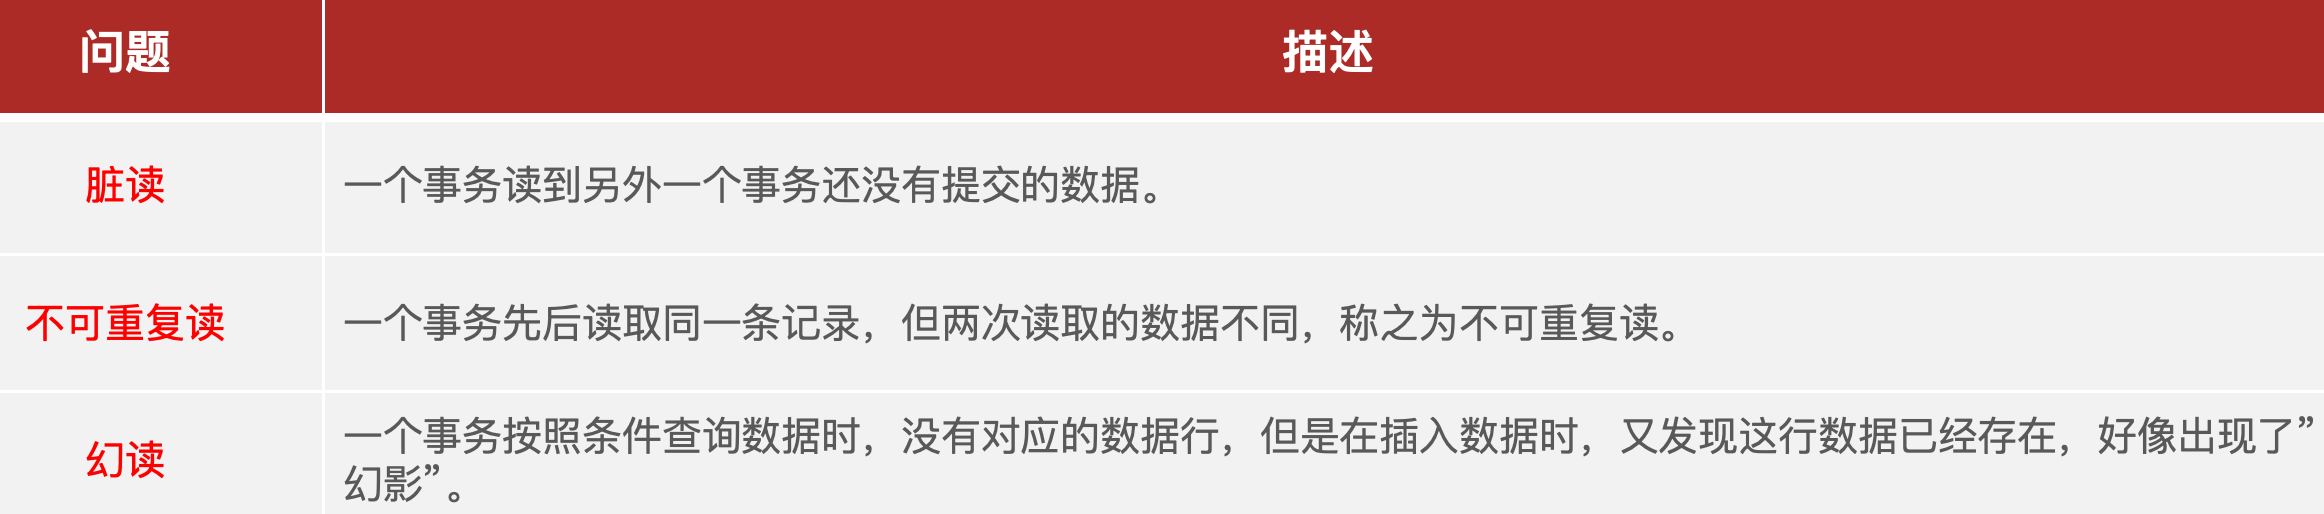 问题
描述
脏读
一个事务读到另外一个事务还没有提交的数据。
不可重复读
一个事务先后读取同一条记录，但两次读取的数据不同，称之为不可重复读。
幻读
一个事务按照条件查询数据时，没有对应的数据行，但是在插入数据时，又发现这行数据已经存在，好像出现了”
幻影”。